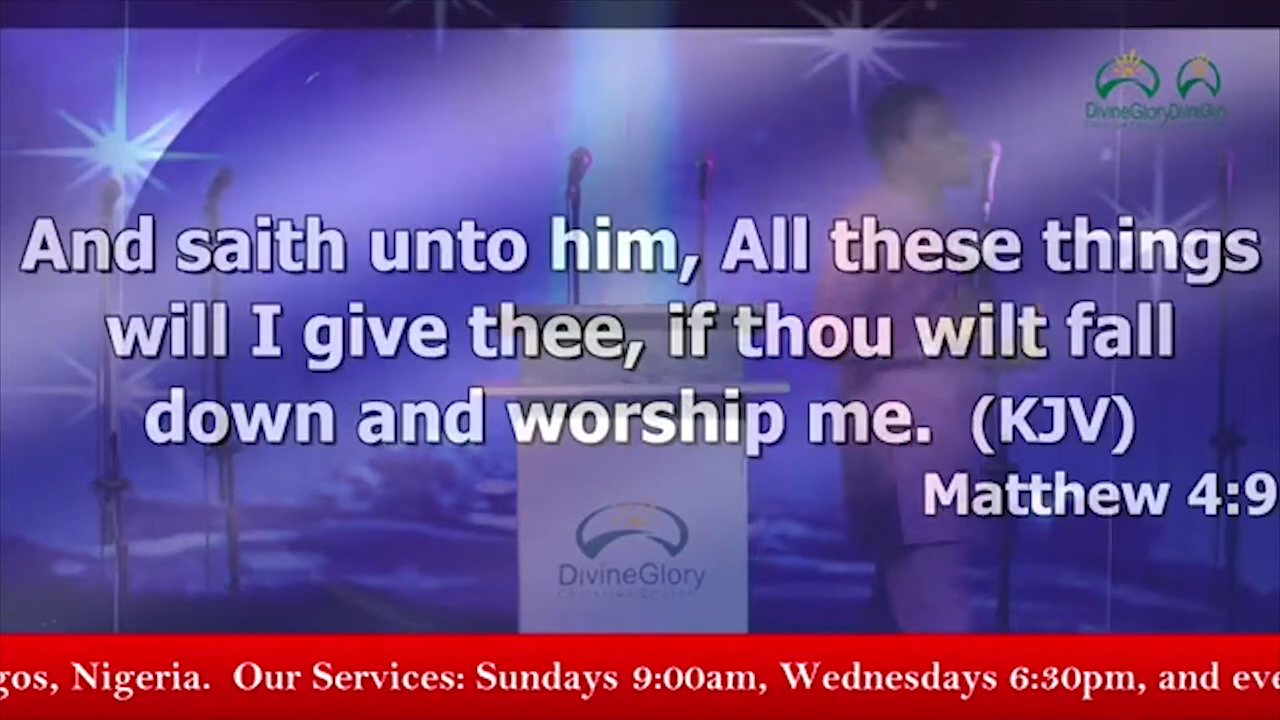 DivineGlory
And saith unto him, All these things
will I give thee, if thou wilt fall
down and worship me. (KJV)
Matthew 4:9
DivineGlory
gos, Nigeria. Our Services: Sundays 9:00am, Wednesdays 6:30pm, and eve